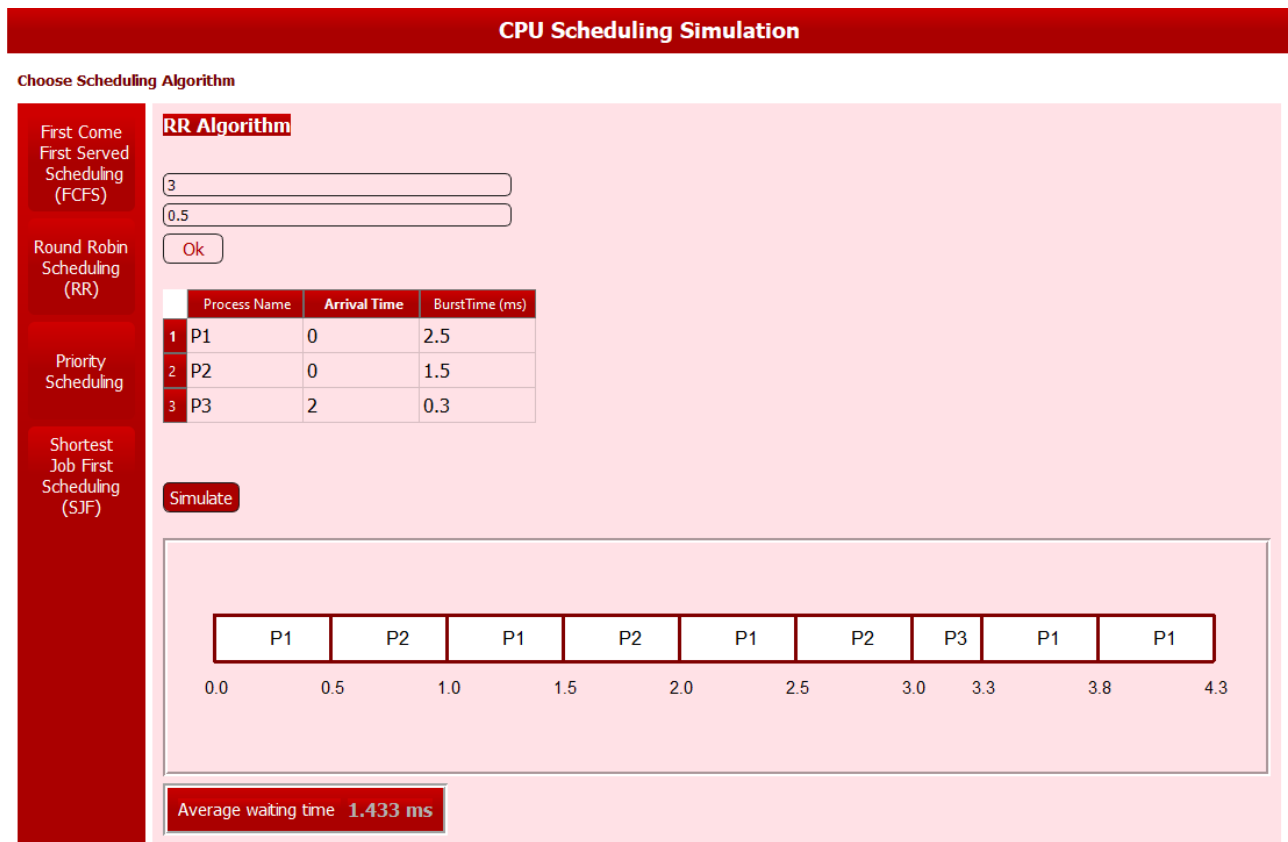 CPU Scheduling Simulation
Choose Scheduling Algorithm
First Come
First Served
Scheduling
(FCFS)
Round Robin
Scheduling
(RR)
Priority
Scheduling
Shortest
Job First
Scheduling
(SJF)
RR Algorithm
3
0.5
Ok
Process Name Arrival Time BurstTime (ms)
1 P1 0 2.5
2 P2 0 1.5
3 P3 2 0.3
Simulate
P1 P2 P1 P2 P1 P2 P3 P1 P1
0.0 0.5 1.0 1.5 2.0 2.5 3.0 3.3 3.8 4.3
Average waiting time 1.433 ms